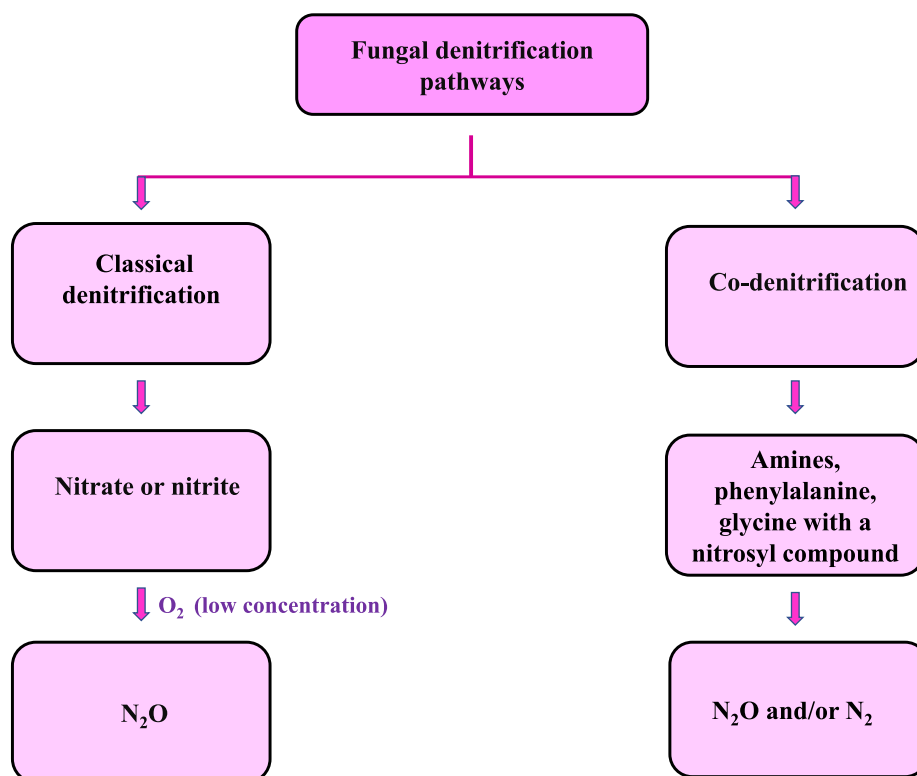 Fungal denitrification
pathways
Classical
denitrification
Co-denitrification
Nitrate or nitrite
Amines,
phenylalanine,
glycine with a
nitrosyl compound
O₂ (low concentration)
N₂O
N₂O and/or N₂